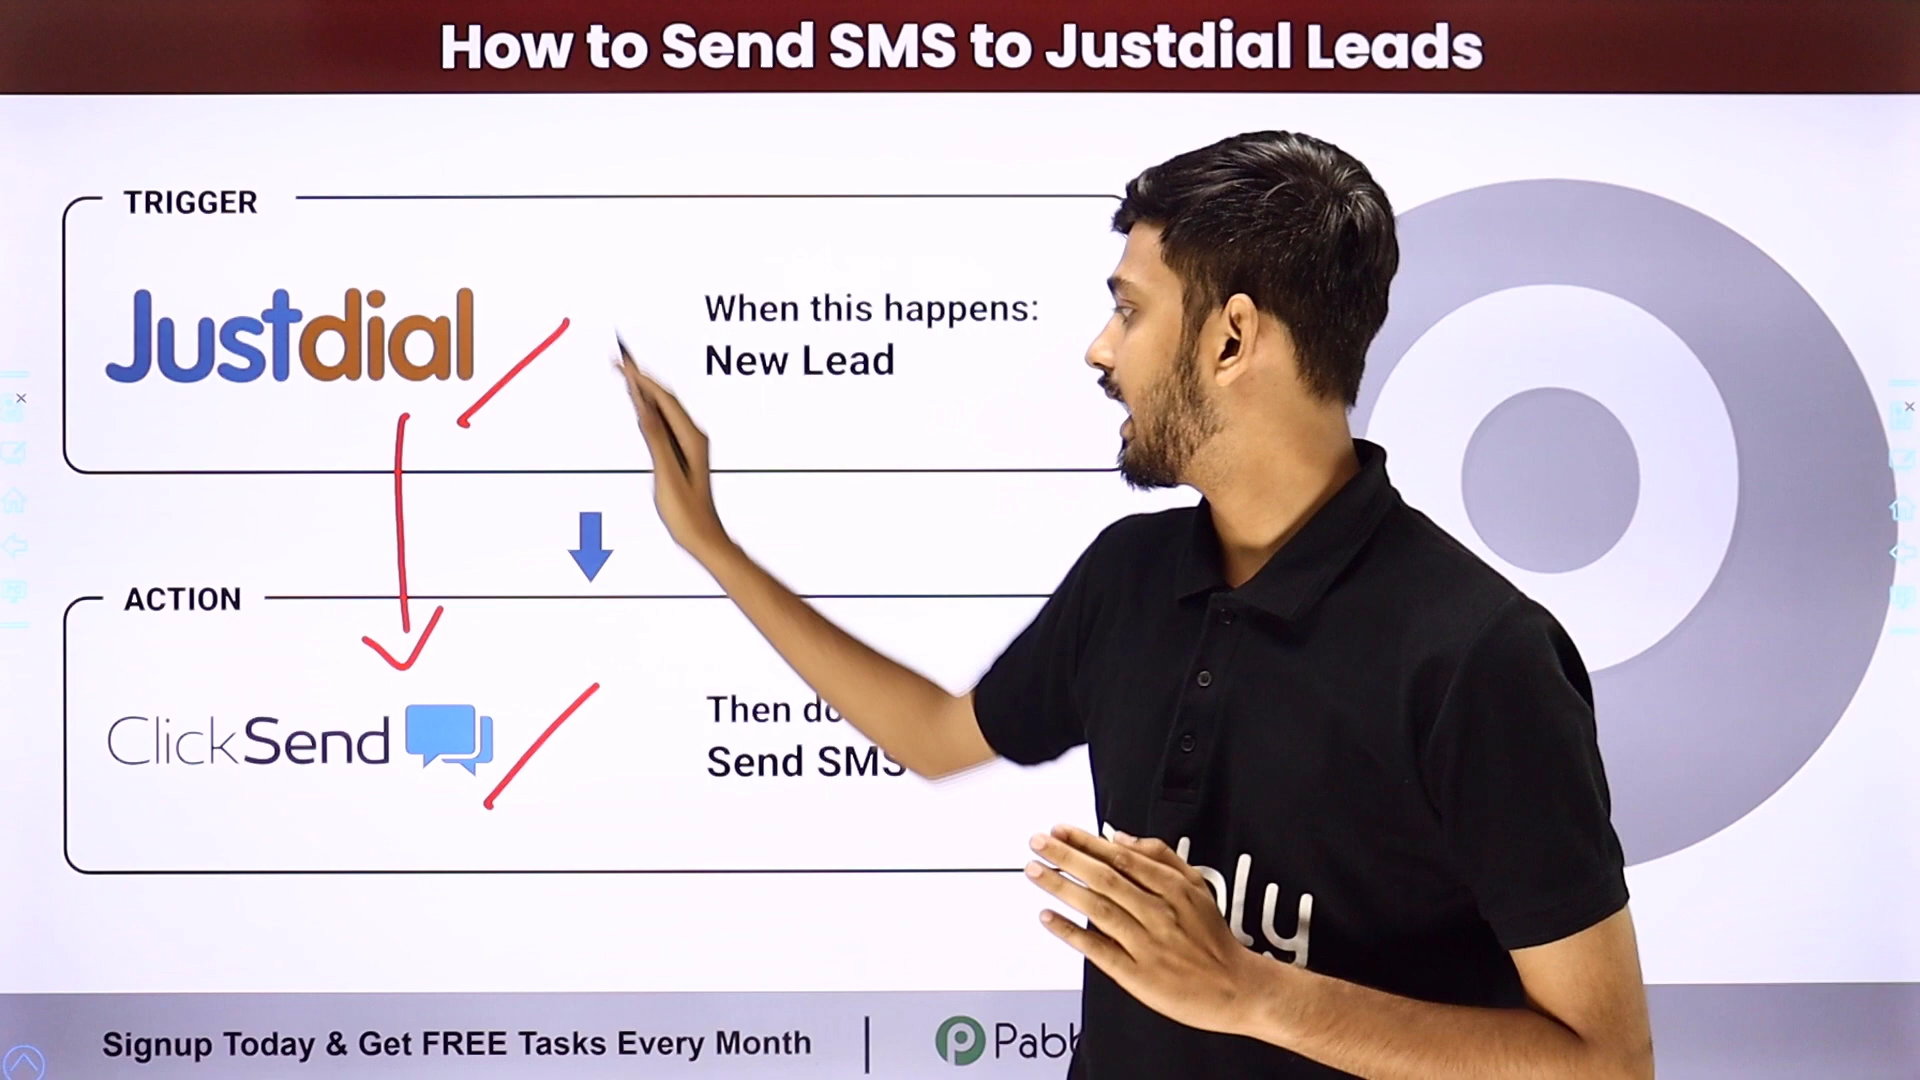 How to Send SMS to Justdial Leads
TRIGGER
Justdial
When this happens:
New Lead
ACTION
ClickSend
Then do
Send SMS
Signup Today & Get FREE Tasks Every Month
Pabb
bly